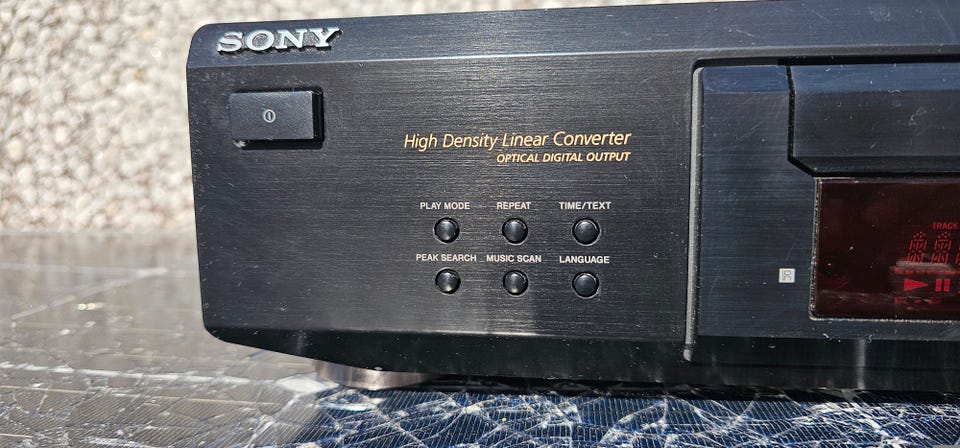 SONY
High Density Linear Converter
OPTICAL DIGITAL OUTPUT
PLAY MODE REPEAT TIME/TEXT
PEAK SEARCH MUSIC SCAN LANGUAGE
TRACK